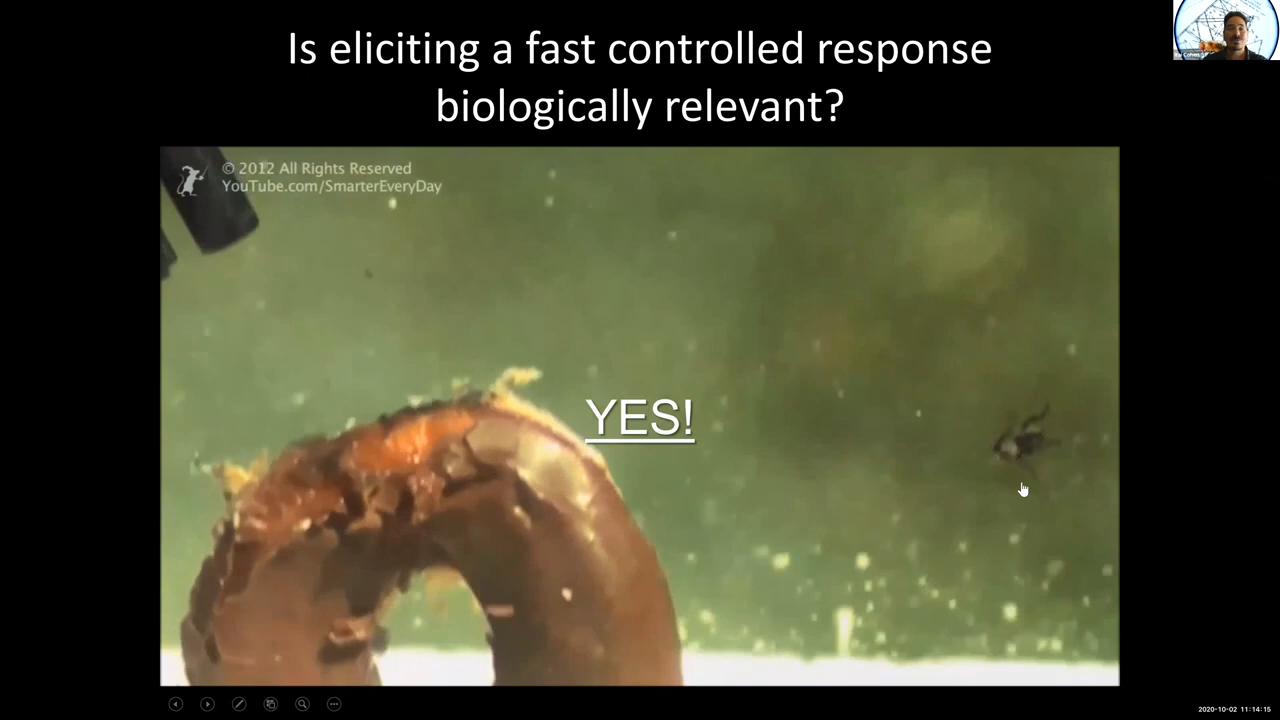 Is eliciting a fast controlled response
biologically relevant?
© 2012 All Rights Reserved
YouTube.com/SmarterEveryDay
YES!
2020-10-02 11:14:15